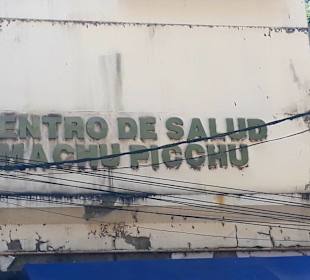 ENTRO DE SALUD
MACHU PICCHU